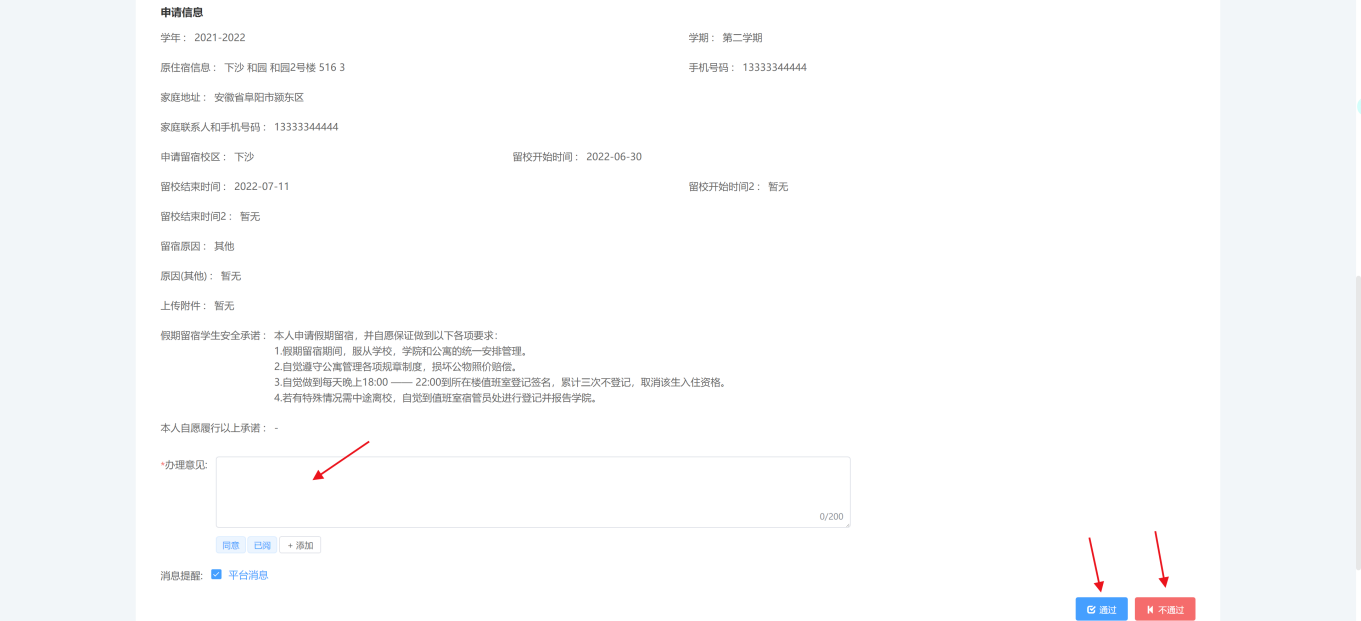 申请信息
学年： 2021-2022 学期： 第二学期
原住宿信息： 下沙 和园 和园2号楼 516 3 手机号码： 13333344444
家庭地址： 安徽省阜阳市颍东区
家庭联系人和手机号码： 13333344444
申请留宿校区： 下沙 留校开始时间： 2022-06-30
留校结束时间： 2022-07-11 留校开始时间2： 暂无
留校结束时间2： 暂无
留宿原因： 其他
原因(其他)： 暂无
上传附件： 暂无
假期留宿学生安全承诺： 本人申请假期留宿，并自愿保证做到以下各项要求：
1.假期留宿期间，服从学校，学院和公寓的统一安排管理。
2.自觉遵守公寓管理各项规章制度，损坏公物照价赔偿。
3.自觉做到每天晚上18:00 —— 22:00到所在楼值班室登记签名，累计三次不登记，取消该生入住资格。
4.若有特殊情况需中途离校，自觉到值班室宿管员处进行登记并报告学院。
本人自愿履行以上承诺： -
*办理意见:
0/200
同意 已阅 + 添加
消息提醒: 平台消息
通过 不通过